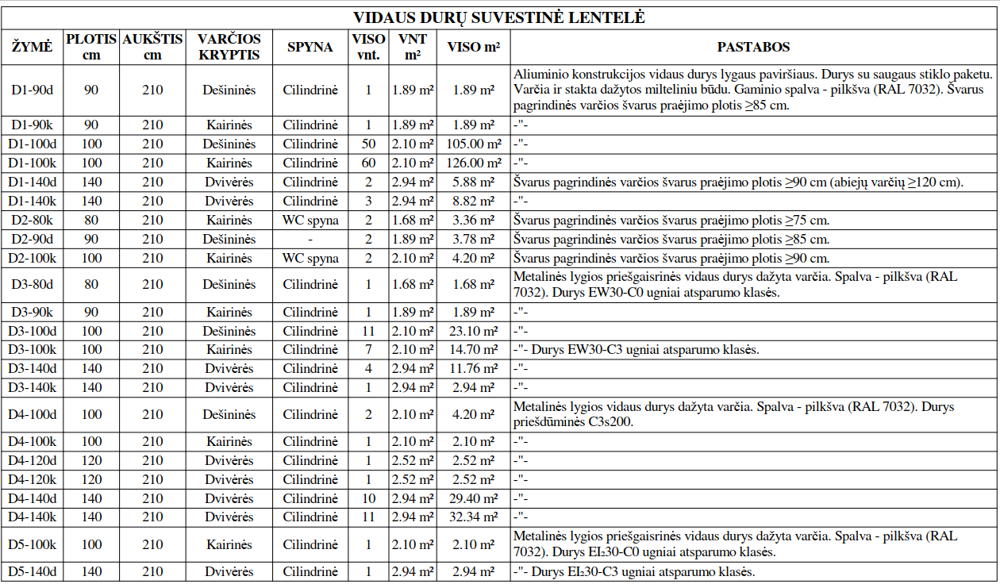 VIDAUS DURŲ SUVESTINĖ LENTELĖ
ŽYMĖ PLOTIS cm AUKŠTIS cm VARČIOS KRYPTIS SPYNA VISO vnt. VNT m² VISO m² PASTABOS
D1-90d 90 210 Dešininės Cilindrinė 1 1.89 m² 1.89 m² Aliuminio konstrukcijos vidaus durys lygaus paviršiaus. Durys su saugaus stiklo paketu.
Varčia ir stakta dažytos milteliniu būdu. Gaminio spalva - pilkšva (RAL 7032). Švarus
pagrindinės varčios švarus praėjimo plotis ≥85 cm.
D1-90k 90 210 Kairinės Cilindrinė 1 1.89 m² 1.89 m² -"-
D1-100d 100 210 Dešininės Cilindrinė 50 2.10 m² 105.00 m² -"-
D1-100k 100 210 Kairinės Cilindrinė 60 2.10 m² 126.00 m² -"-
D1-140d 140 210 Dvivėrės Cilindrinė 2 2.94 m² 5.88 m² Švarus pagrindinės varčios švarus praėjimo plotis ≥90 cm (abiejų varčių ≥120 cm).
D1-140k 140 210 Dvivėrės Cilindrinė 3 2.94 m² 8.82 m² -"-
D2-80k 80 210 Kairinės WC spyna 2 1.68 m² 3.36 m² Švarus pagrindinės varčios švarus praėjimo plotis ≥75 cm.
D2-90d 90 210 Dešininės - 2 1.89 m² 3.78 m² Švarus pagrindinės varčios švarus praėjimo plotis ≥85 cm.
D2-100k 100 210 Kairinės WC spyna 2 2.10 m² 4.20 m² Švarus pagrindinės varčios švarus praėjimo plotis ≥90 cm.
D3-80d 80 210 Dešininės Cilindrinė 1 1.68 m² 1.68 m² Metalinės lygios priešgaisrinės vidaus durys dažyta varčia. Spalva - pilkšva (RAL
7032). Durys EW30-C0 ugniai atsparumo klasės.
D3-90k 90 210 Kairinės Cilindrinė 1 1.89 m² 1.89 m² -"-
D3-100d 100 210 Dešininės Cilindrinė 11 2.10 m² 23.10 m² -"-
D3-100k 100 210 Kairinės Cilindrinė 7 2.10 m² 14.70 m² -"- Durys EW30-C3 ugniai atsparumo klasės.
D3-140d 140 210 Dvivėrės Cilindrinė 4 2.94 m² 11.76 m² -"-
D3-140k 140 210 Dvivėrės Cilindrinė 1 2.94 m² 2.94 m² -"-
D4-100d 100 210 Dešininės Cilindrinė 2 2.10 m² 4.20 m² Metalinės lygios vidaus durys dažyta varčia. Spalva - pilkšva (RAL 7032). Durys
priešdūminės C3s200.
D4-100k 100 210 Kairinės Cilindrinė 1 2.10 m² 2.10 m² -"-
D4-120d 120 210 Dvivėrės Cilindrinė 1 2.52 m² 2.52 m² -"-
D4-120k 120 210 Dvivėrės Cilindrinė 1 2.52 m² 2.52 m² -"-
D4-140d 140 210 Dvivėrės Cilindrinė 10 2.94 m² 29.40 m² -"-
D4-140k 140 210 Dvivėrės Cilindrinė 11 2.94 m² 32.34 m² -"-
D5-100k 100 210 Kairinės Cilindrinė 1 2.10 m² 2.10 m² Metalinės lygios priešgaisrinės vidaus durys dažyta varčia. Spalva - pilkšva (RAL
7032). Durys EI₂30-C0 ugniai atsparumo klasės.
D5-140d 140 210 Dvivėrės Cilindrinė 1 2.94 m² 2.94 m² -"- Durys EI₂30-C3 ugniai atsparumo klasės.